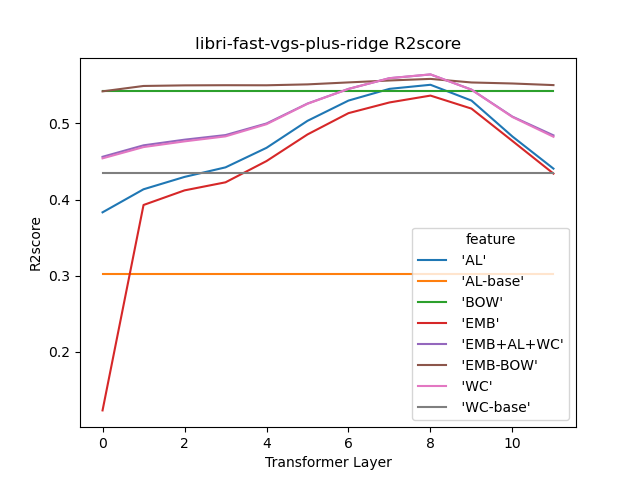 libri-fast-vgs-plus-ridge R2score
R2score
0.5
0.4
0.3
0.2
0
2
4
6
8
10
Transformer Layer
feature
'AL'
'AL-base'
'BOW'
'EMB'
'EMB+AL+WC'
'EMB-BOW'
'WC'
'WC-base'